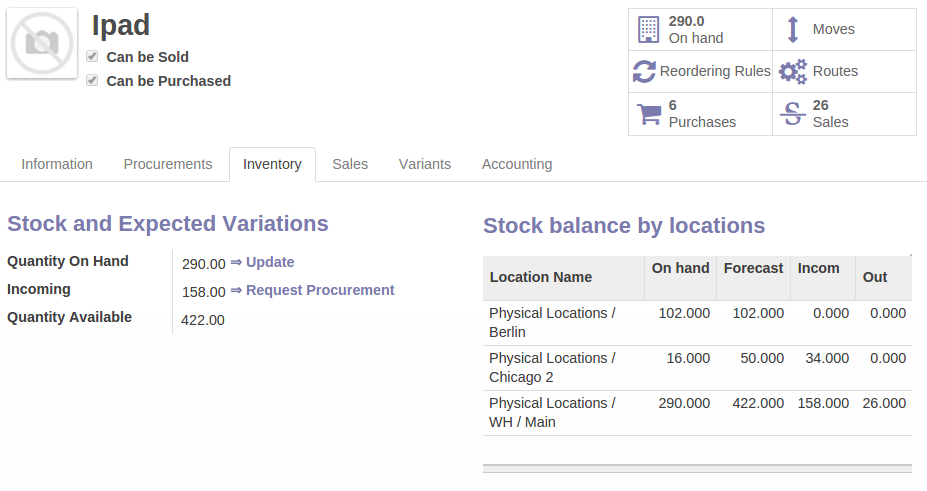 Ipad
Can be Sold
Can be Purchased
290.0
On hand
Moves
Reordering Rules
Routes
6
Purchases
26
Sales
Information Procurements Inventory Sales Variants Accounting
Stock and Expected Variations
Quantity On Hand 290.00 ⇒ Update
Incoming 158.00 ⇒ Request Procurement
Quantity Available 422.00
Stock balance by locations
Location Name On hand Forecast Incom Out
Physical Locations / 102.000 102.000 0.000 0.000
Berlin
Physical Locations / 16.000 50.000 34.000 0.000
Chicago 2
Physical Locations / 290.000 422.000 158.000 26.000
WH / Main